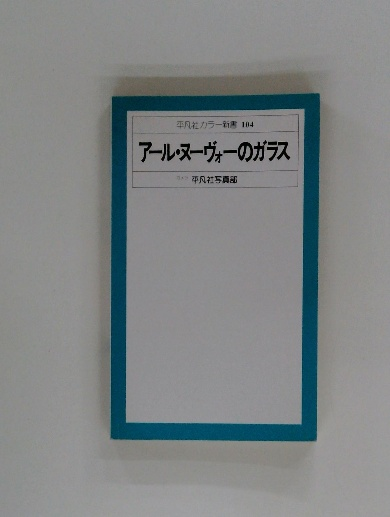 平凡社カラー新書 104
アール・ヌーヴォーのガラス
平凡社写真部